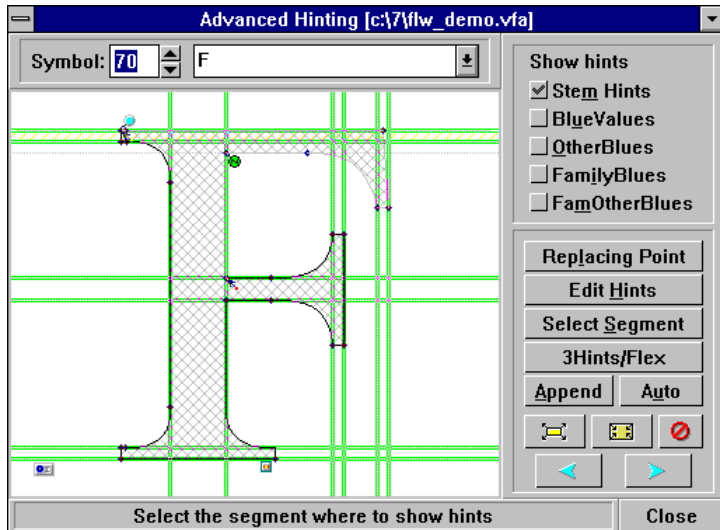 Advanced Hinting [c:\7\flw_demo.vfa]
Symbol: 70 F
Show hints
Stem Hints
BlueValues
OtherBlues
FamilyBlues
FamOtherBlues
Replacing Point
Edit Hints
Select Segment
3Hints/Flex
Append Auto
Select the segment where to show hints Close